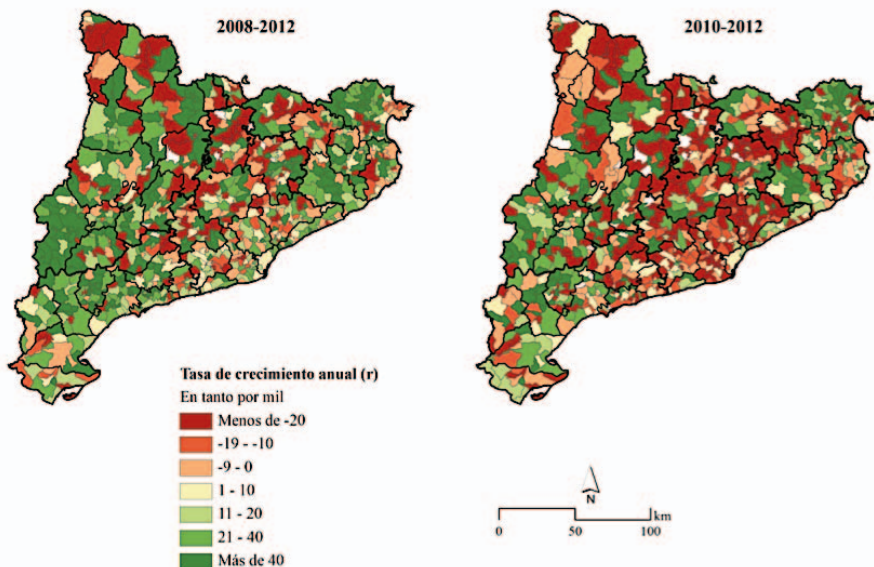 2008-2012
2010-2012
Tasa de crecimiento anual (r)
En tanto por mil
Menos de -20
-19 - -10
-9 - 0
1 - 10
11 - 20
21 - 40
Más de 40
N
km
0 50 100